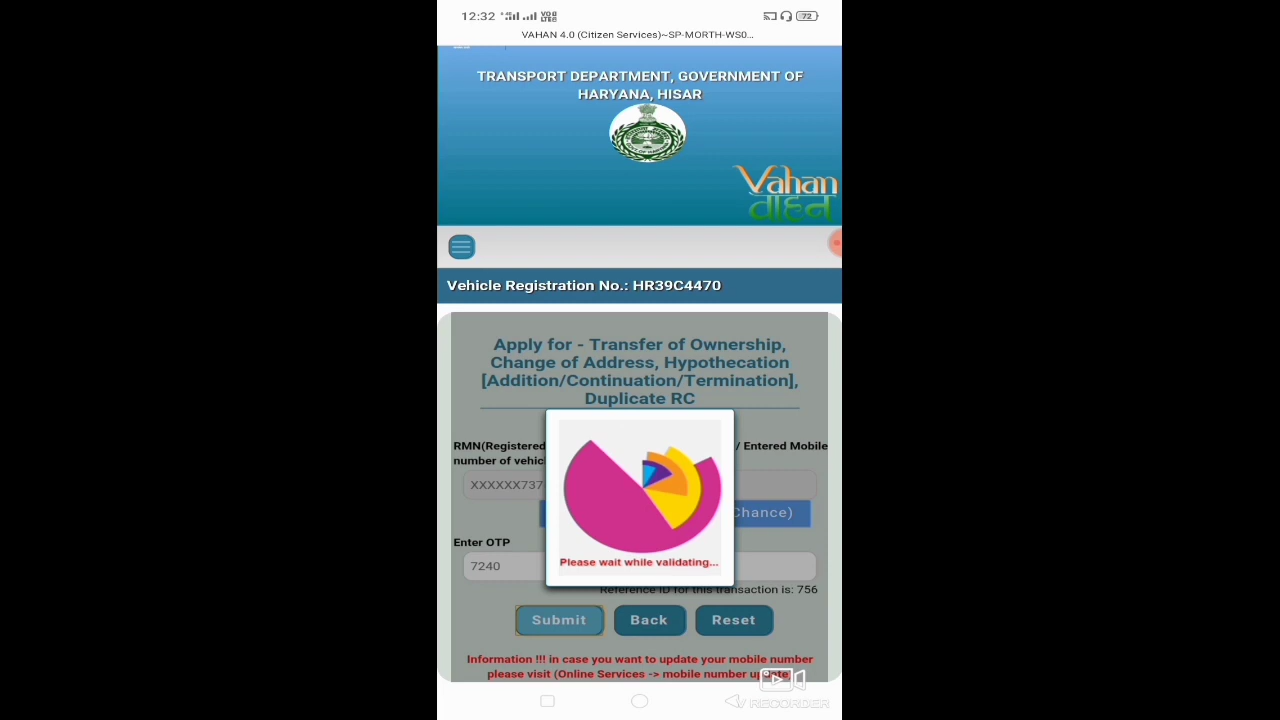 12:32
72
VAHAN 4.0 (Citizen Services)~SP-MORTH-WS0...
TRANSPORT DEPARTMENT, GOVERNMENT OF
HARYANA, HISAR
Vahan
वाहन
Vehicle Registration No.: HR39C4470
Apply for - Transfer of Ownership,
Change of Address, Hypothecation
[Addition/Continuation/Termination],
Duplicate RC
RMN(Registered / Entered Mobile
number of
XXXXXX737
Chance)
Please wait while validating...
Enter OTP
7240
Reference ID for this transaction is: 756
Submit Back Reset
Information !!! in case you want to update your mobile number
please visit (Online Services -> mobile number
V RECORDER